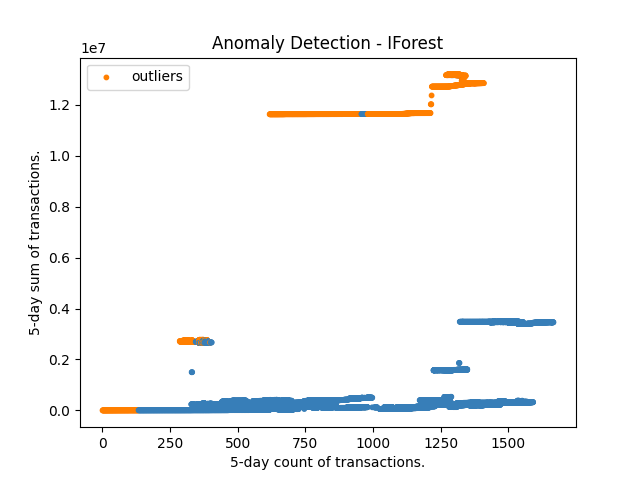 Anomaly Detection - IForest
1e7
outliers
1.2
1.0
0.8
0.6
0.4
0.2
0.0
5-day sum of transactions.
0 250 500 750 1000 1250 1500
5-day count of transactions.